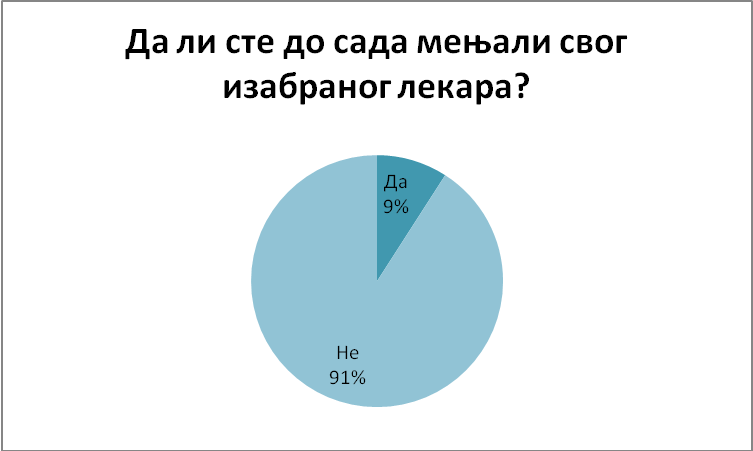 Да ли сте до сада мењали свог
изабраног лекара?
Да
9%
Не
91%